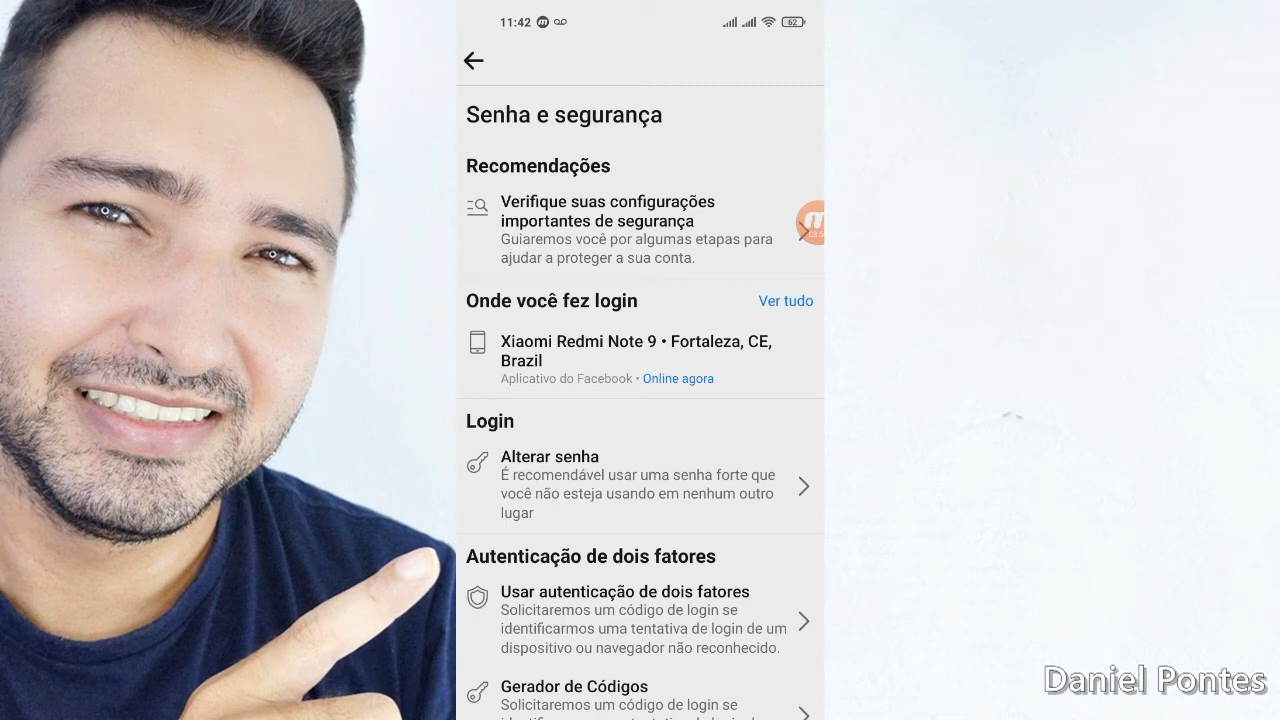 11:42
62
Senha e segurança
Recomendações
Verifique suas configurações
importantes de segurança
Guiaremos você por algumas etapas para
ajudar a proteger a sua conta.
Onde você fez login
Ver tudo
Xiaomi Redmi Note 9 • Fortaleza, CE,
Brazil
Aplicativo do Facebook • Online agora
Login
Alterar senha
É recomendável usar uma senha forte que
você não esteja usando em nenhum outro
lugar
Autenticação de dois fatores
Usar autenticação de dois fatores
Solicitaremos um código de login se
identificarmos uma tentativa de login de um
dispositivo ou navegador não reconhecido.
Gerador de Códigos
Solicitaremos um código de login se
Daniel Pontes